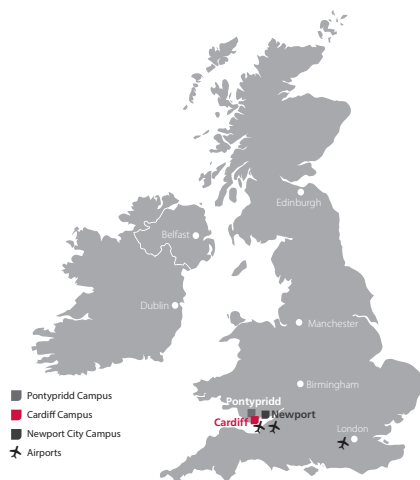 Edinburgh
Belfast
Dublin
Manchester
Birmingham
Pontypridd
Newport
Cardiff
London
Pontypridd Campus
Cardiff Campus
Newport City Campus
Airports